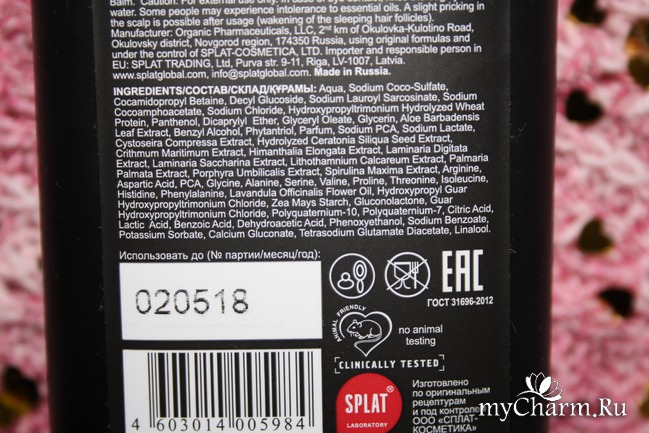 Balm. Caution: For external use only. In case of eye contact
water. Some people may experience intolerance to essential oils. A slight pricking in
the scalp is possible after usage (wakening of the sleeping hair follicles).
Manufacturer: Organic Pharmaceuticals, LLC, 2nd km of Okulovka-Kulotino Road,
Okulovsky district, Novgorod region, 174350 Russia, using original formulas and
under the control of SPLAT-COSMETICA, LTD. Importer and responsible person in
EU: SPLAT TRADING, Ltd, Purva str. 9-11, Riga, LV-1007, Latvia.
www.splatglobal.com, info@splatglobal.com. Made in Russia.
INGREDIENTS/СОСТАВ/СКЛАД/ҚҰРАМЫ: Aqua, Sodium Coco-Sulfate,
Cocamidopropyl Betaine, Decyl Glucoside, Sodium Lauroyl Sarcosinate,
Cocoamphoacetate, Sodium Chloride, Hydroxypropyltrimonium Hydrolyzed Wheat
Protein, Panthenol, Dicaprylyl Ether, Glyceryl Oleate, Glycerin, Aloe Barbadensis
Leaf Extract, Benzyl Alcohol, Phytantriol, Parfum, Sodium PCA, Sodium Lactate,
Cystoseira Compressa Extract, Hydrolyzed Ceratonia Siliqua Seed Extract,
Crithmum Maritimum Extract, Himanthalia Elongata Extract, Laminaria Digitata
Extract, Laminaria Saccharina Extract, Lithothamnium Calcareum Extract, Palmaria
Palmata Extract, Porphyra Umbilicalis Extract, Spirulina Maxima Extract, Arginine,
Aspartic Acid, PCA, Glycine, Alanine, Serine, Valine, Proline, Threonine, Isoleucine,
Histidine, Phenylalanine, Lavandula Officinalis Flower Oil, Hydroxypropyl Guar
Hydroxypropyltrimonium Chloride, Zea Mays Starch, Gluconolactone, Guar
Hydroxypropyltrimonium Chloride, Polyquaternium-10, Polyquaternium-7, Citric Acid,
Lactic Acid, Benzoic Acid, Dehydroacetic Acid, Phenoxyethanol, Sodium Benzoate,
Potassium Sorbate, Calcium Gluconate, Tetrasodium Glutamate Diacetate, Linalool.
Использовать до (№ партии/месяц/год):
020518
EAC
ГОСТ 31696-2012
ANIMAL FRIENDLY
no animal
testing
CLINICALLY TESTED
4 603014 005984
SPLAT
LABORATORY
Изготовлено
по оригинальным
рецептурам
и под контролем
ООО «СПЛАТ-
КОСМЕТИКА»
myCharm.Ru